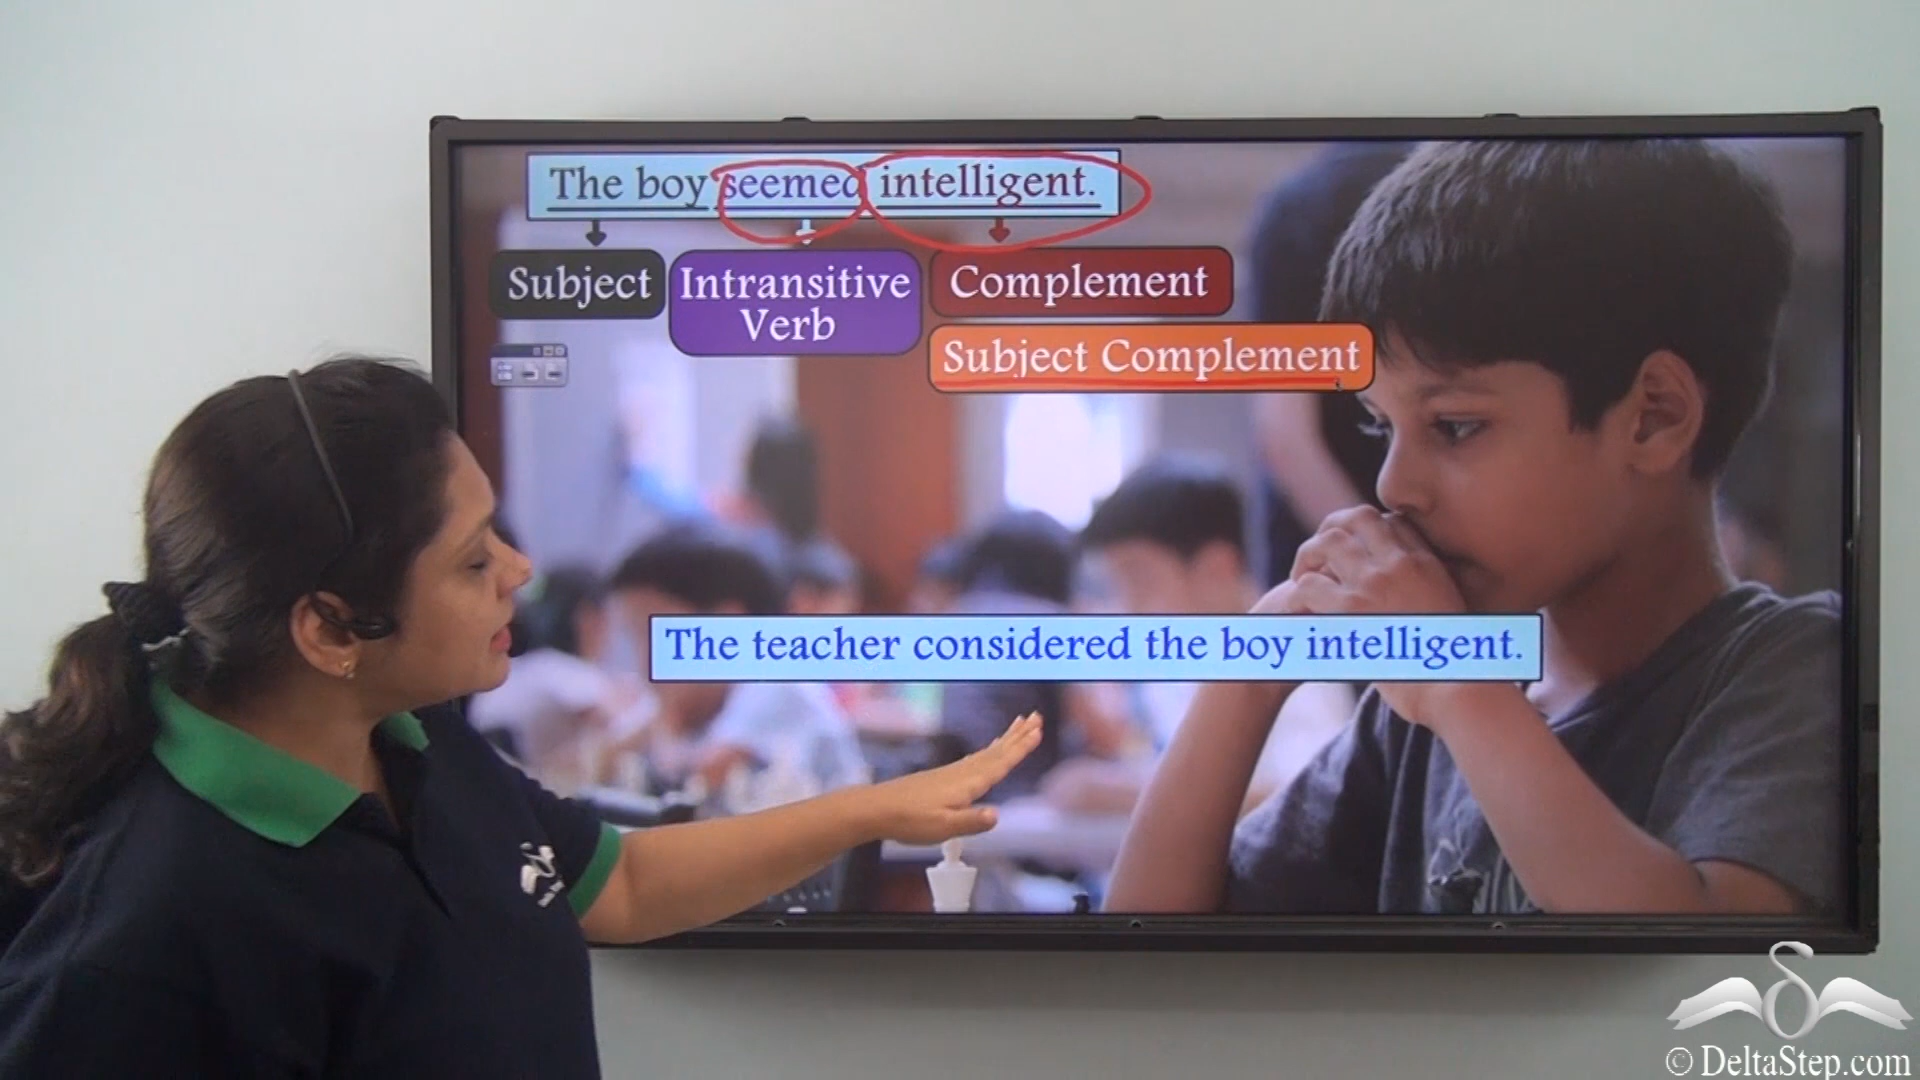 The boy seemed intelligent.
Subject
Intransitive
Verb
Complement
Subject Complement
The teacher considered the boy intelligent.
© DeltaStep.com